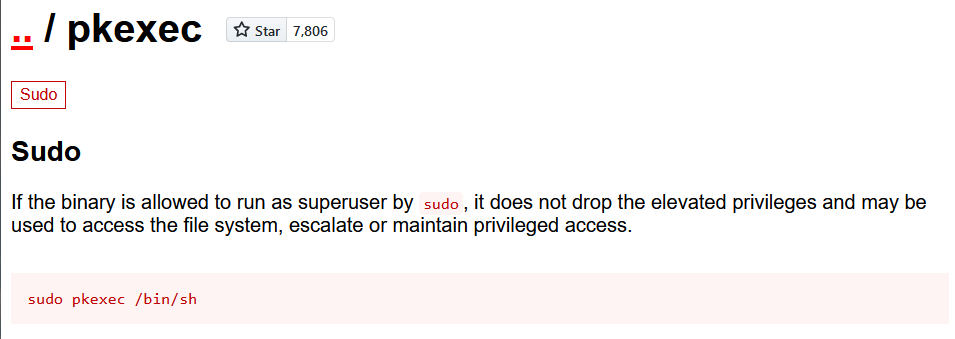 .. / pkexec Star 7,806
Sudo
Sudo
If the binary is allowed to run as superuser by sudo, it does not drop the elevated privileges and may be
used to access the file system, escalate or maintain privileged access.
sudo pkexec /bin/sh